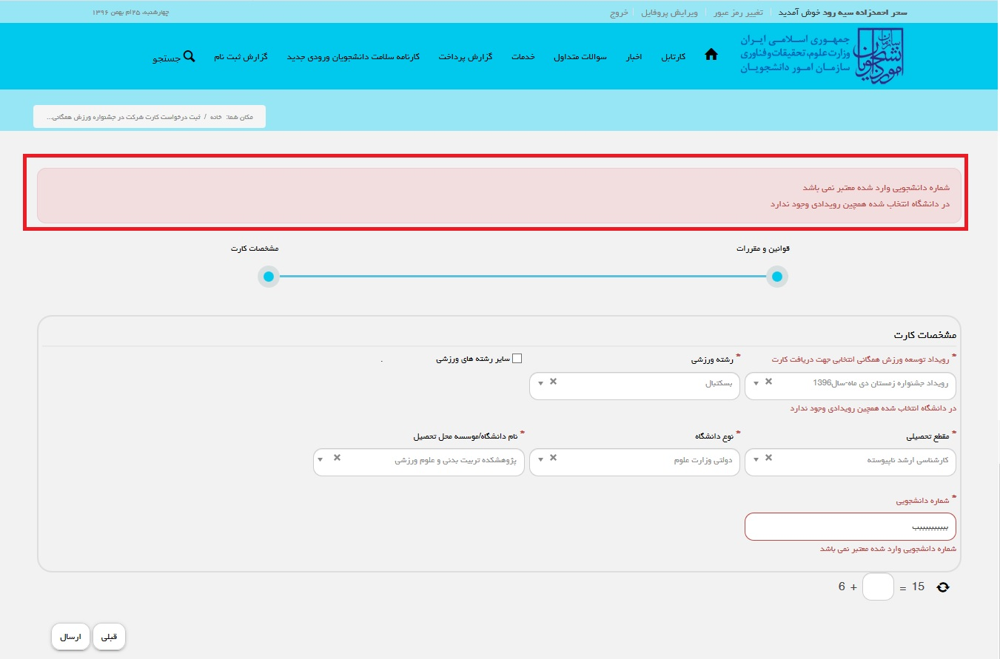 سحر احمدزاده سیه رود خوش آمدید | تغییر رمز عبور | ویرایش پروفایل | خروج
چهارشنبه، ۲۵ام بهمن ۱۳۹۶
سازمان امور دانشجویان
جمهوری اسلامی ایران
وزارت علوم، تحقیقات و فناوری
سازمان امور دانشجویان
کارتابل اخبار سوالات متداول خدمات گزارش پرداخت کارنامه سلامت دانشجویان ورودی جدید گزارش ثبت نام جستجو
مکان شما: خانه / ثبت درخواست کارت شرکت در جشنواره ورزش همگانی...
شماره دانشجویی وارد شده معتبر نمی باشد
در دانشگاه انتخاب شده همچین رویدادی وجود ندارد
قوانین و مقررات مشخصات کارت
مشخصات کارت
* رویداد توسعه ورزش همگانی انتخابی جهت دریافت کارت * رشته ورزشی سایر رشته های ورزشی .
رویداد جشنواره زمستان دی ماه-سال1396 بسکتبال
در دانشگاه انتخاب شده همچین رویدادی وجود ندارد
* مقطع تحصیلی * نوع دانشگاه * نام دانشگاه/موسسه محل تحصیل
کارشناسی ارشد ناپیوسته دولتی وزارت علوم پژوهشکده تربیت بدنی و علوم ورزشی
* شماره دانشجویی
شماره دانشجویی وارد شده معتبر نمی باشد
6 + = 15
قبلی ارسال